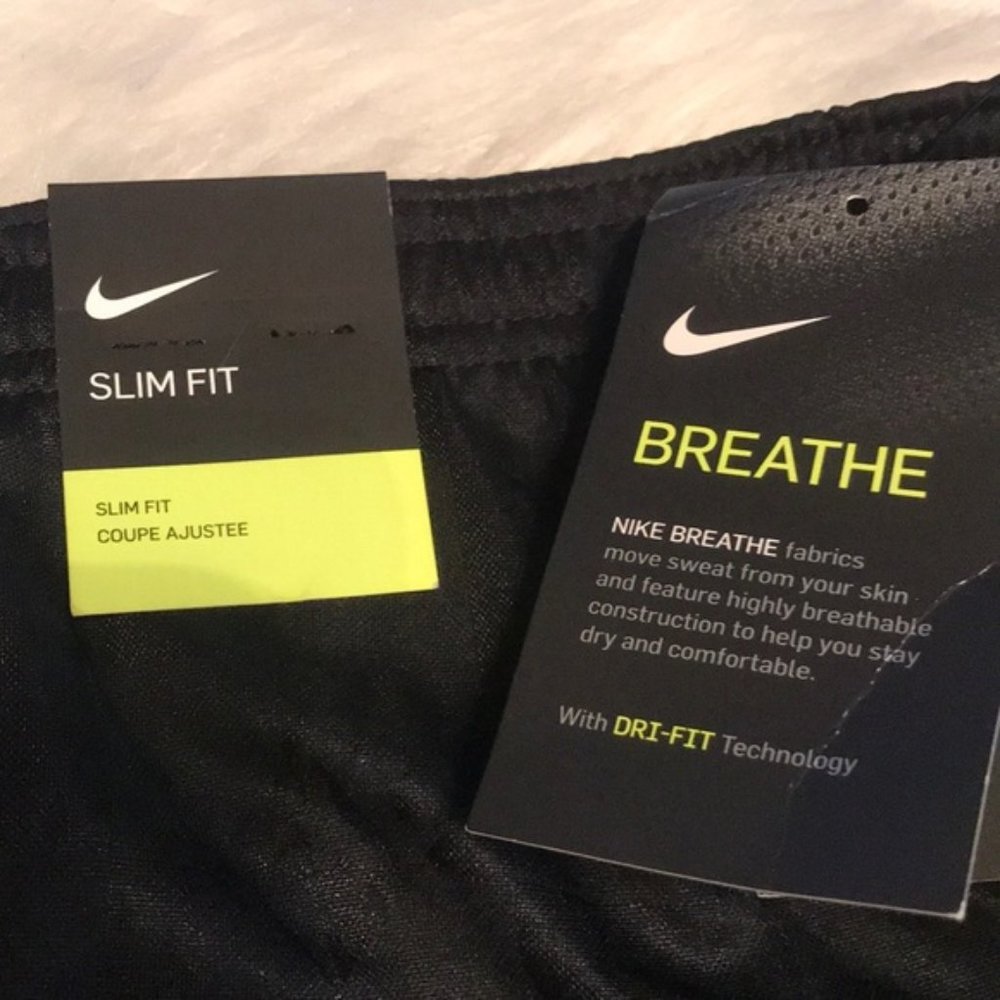 SLIM FIT
SLIM FIT
COUPE AJUSTEE
BREATHE
NIKE BREATHE fabrics
move sweat from your skin
and feature highly breathable
construction to help you stay
dry and comfortable.
With DRI-FIT Technology